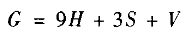 G = 9H + 3S + V